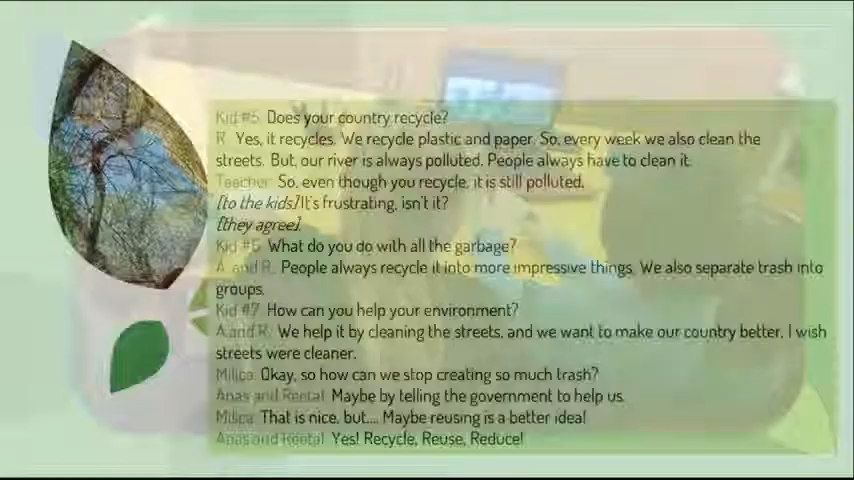 Kid #5: Does your country recycle?
R: Yes, it recycles. We recycle plastic and paper. So, every week we also clean the
streets. But, our river is always polluted. People always have to clean it.
Teacher: So, even though you recycle, it is still polluted.
[to the kids] It's frustrating, isn't it?
[they agree].
Kid #6: What do you do with all the garbage?
A. and R.: People always recycle it into more impressive things. We also separate trash into
groups.
Kid #7: How can you help your environment?
A and R.: We help it by cleaning the streets, and we want to make our country better. I wish
streets were cleaner.
Milica: Okay, so how can we stop creating so much trash?
Anas and Reetal: Maybe by telling the government to help us.
Milica: That is nice, but.... Maybe reusing is a better idea!
Anas and Reetal: Yes! Recycle, Reuse, Reduce!